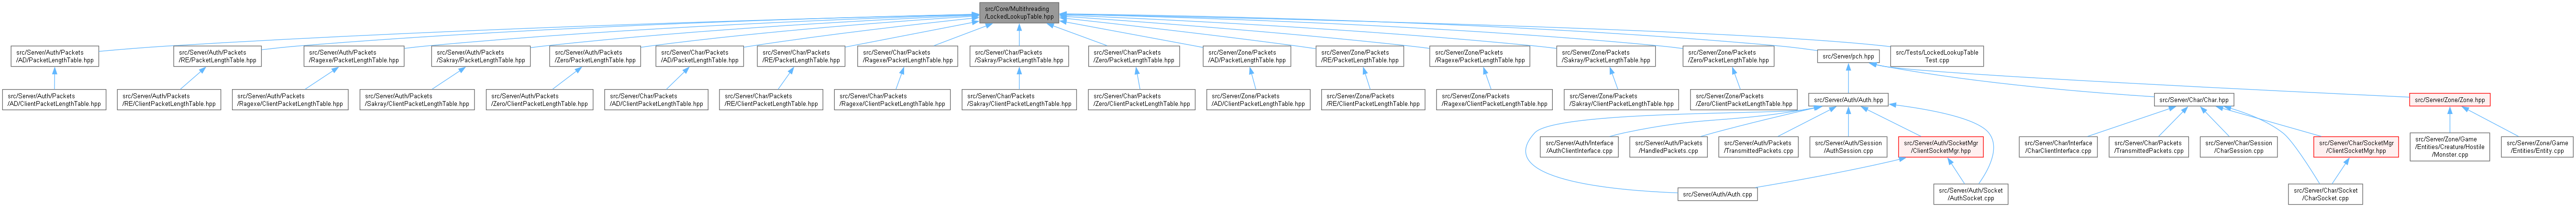 src/Core/Multithreading
/LockedLookupTable.hpp
src/Server/Auth/Packets
/AD/PacketLengthTable.hpp
src/Server/Auth/Packets
/RE/PacketLengthTable.hpp
src/Server/Auth/Packets
/Ragexe/PacketLengthTable.hpp
src/Server/Auth/Packets
/Sakray/PacketLengthTable.hpp
src/Server/Auth/Packets
/Zero/PacketLengthTable.hpp
src/Server/Char/Packets
/AD/PacketLengthTable.hpp
src/Server/Char/Packets
/RE/PacketLengthTable.hpp
src/Server/Char/Packets
/Ragexe/PacketLengthTable.hpp
src/Server/Char/Packets
/Sakray/PacketLengthTable.hpp
src/Server/Char/Packets
/Zero/PacketLengthTable.hpp
src/Server/Zone/Packets
/AD/PacketLengthTable.hpp
src/Server/Zone/Packets
/RE/PacketLengthTable.hpp
src/Server/Zone/Packets
/Ragexe/PacketLengthTable.hpp
src/Server/Zone/Packets
/Sakray/PacketLengthTable.hpp
src/Server/Zone/Packets
/Zero/PacketLengthTable.hpp
src/Server/pch.hpp
src/Tests/LockedLookupTable
Test.cpp
src/Server/Auth/Packets
/AD/ClientPacketLengthTable.hpp
src/Server/Auth/Packets
/RE/ClientPacketLengthTable.hpp
src/Server/Auth/Packets
/Ragexe/ClientPacketLengthTable.hpp
src/Server/Auth/Packets
/Sakray/ClientPacketLengthTable.hpp
src/Server/Auth/Packets
/Zero/ClientPacketLengthTable.hpp
src/Server/Char/Packets
/AD/ClientPacketLengthTable.hpp
src/Server/Char/Packets
/RE/ClientPacketLengthTable.hpp
src/Server/Char/Packets
/Ragexe/ClientPacketLengthTable.hpp
src/Server/Char/Packets
/Sakray/ClientPacketLengthTable.hpp
src/Server/Char/Packets
/Zero/ClientPacketLengthTable.hpp
src/Server/Zone/Packets
/AD/ClientPacketLengthTable.hpp
src/Server/Zone/Packets
/RE/ClientPacketLengthTable.hpp
src/Server/Zone/Packets
/Ragexe/ClientPacketLengthTable.hpp
src/Server/Zone/Packets
/Sakray/ClientPacketLengthTable.hpp
src/Server/Zone/Packets
/Zero/ClientPacketLengthTable.hpp
src/Server/Auth/Auth.hpp
src/Server/Char/Char.hpp
src/Server/Zone/Zone.hpp
src/Server/Auth/Interface
/AuthClientInterface.cpp
src/Server/Auth/Packets
/HandledPackets.cpp
src/Server/Auth/Packets
/TransmittedPackets.cpp
src/Server/Auth/Session
/AuthSession.cpp
src/Server/Auth/SocketMgr
/ClientSocketMgr.hpp
src/Server/Char/Interface
/CharClientInterface.cpp
src/Server/Char/Packets
/TransmittedPackets.cpp
src/Server/Char/Session
/CharSession.cpp
src/Server/Char/SocketMgr
/ClientSocketMgr.hpp
src/Server/Zone/Game
/Entities/Creature/Hostile
/Monster.cpp
src/Server/Zone/Game
/Entities/Entity.cpp
src/Server/Auth/Auth.cpp
src/Server/Auth/Socket
/AuthSocket.cpp
src/Server/Char/Socket
/CharSocket.cpp